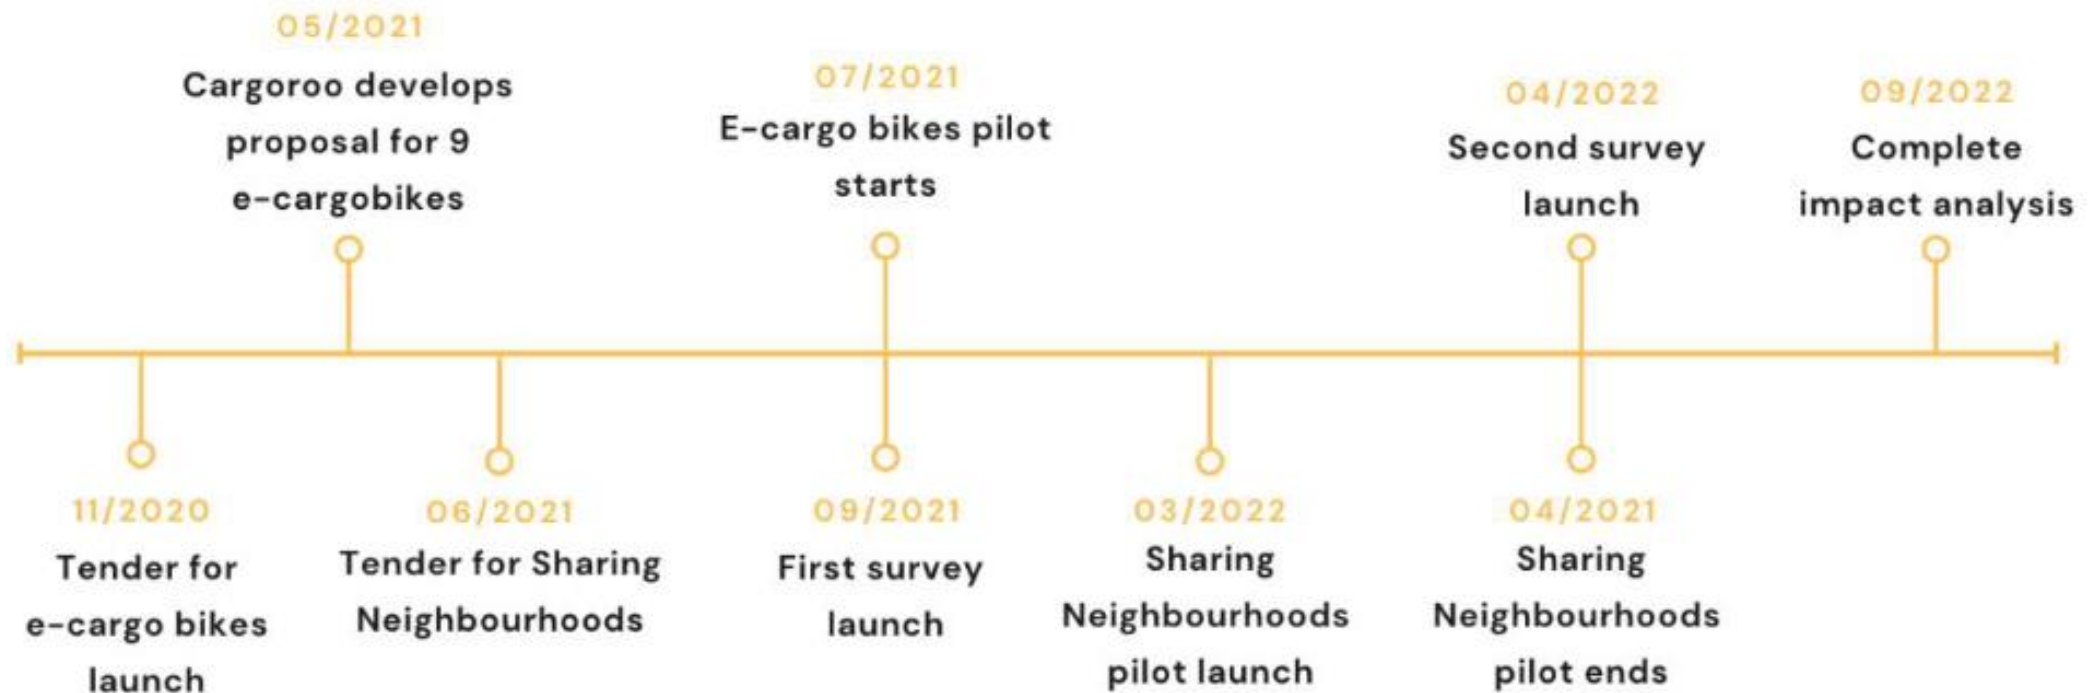 05/2021
Cargoroo develops
proposal for 9
e-cargobikes
07/2021
E-cargo bikes pilot
starts
04/2022
Second survey
launch
09/2022
Complete
impact analysis
11/2020
Tender for
e-cargo bikes
launch
06/2021
Tender for Sharing
Neighbourhoods
09/2021
First survey
launch
03/2022
Sharing
Neighbourhoods
pilot launch
04/2021
Sharing
Neighbourhoods
pilot ends